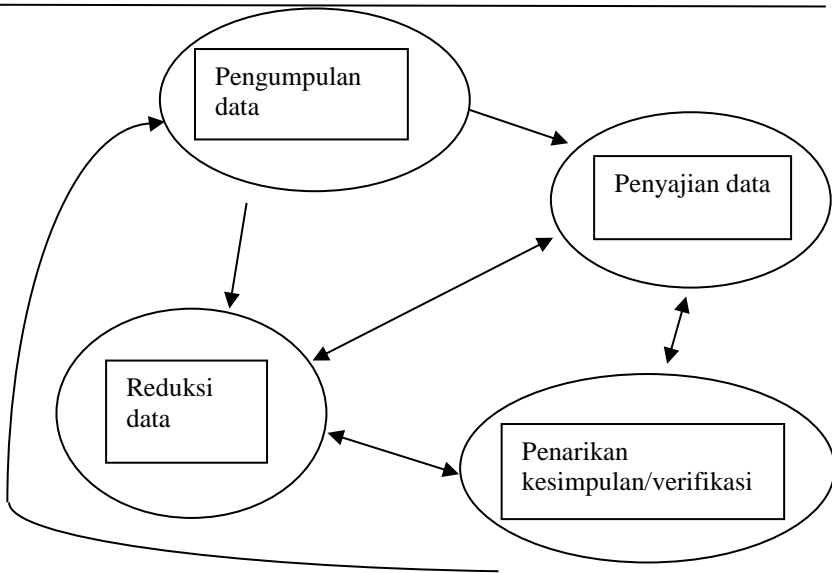 Pengumpulan
data
Penyajian data
Reduksi
data
Penarikan
kesimpulan/verifikasi